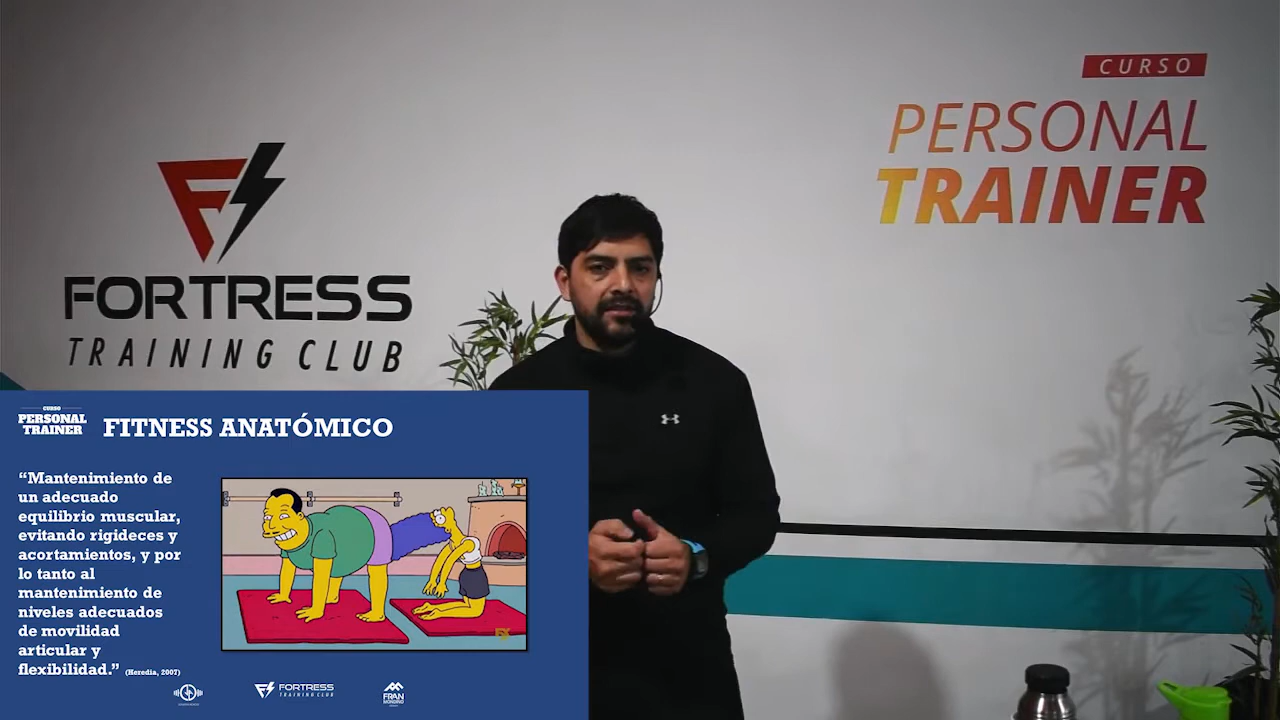 CURSO
PERSONAL
TRAINER
FORTRESS
TRAINING CLUB
CURSO
PERSONAL
TRAINER
FITNESS ANATÓMICO
“Mantenimiento de
un adecuado
equilibrio muscular,
evitando rigideces y
acortamientos, y por
lo tanto al
mantenimiento de
niveles adecuados
de movilidad
articular y
flexibilidad.” (Heredia, 2007)
FORTRESS
TRAINING CLUB
FRAN
MONDINO